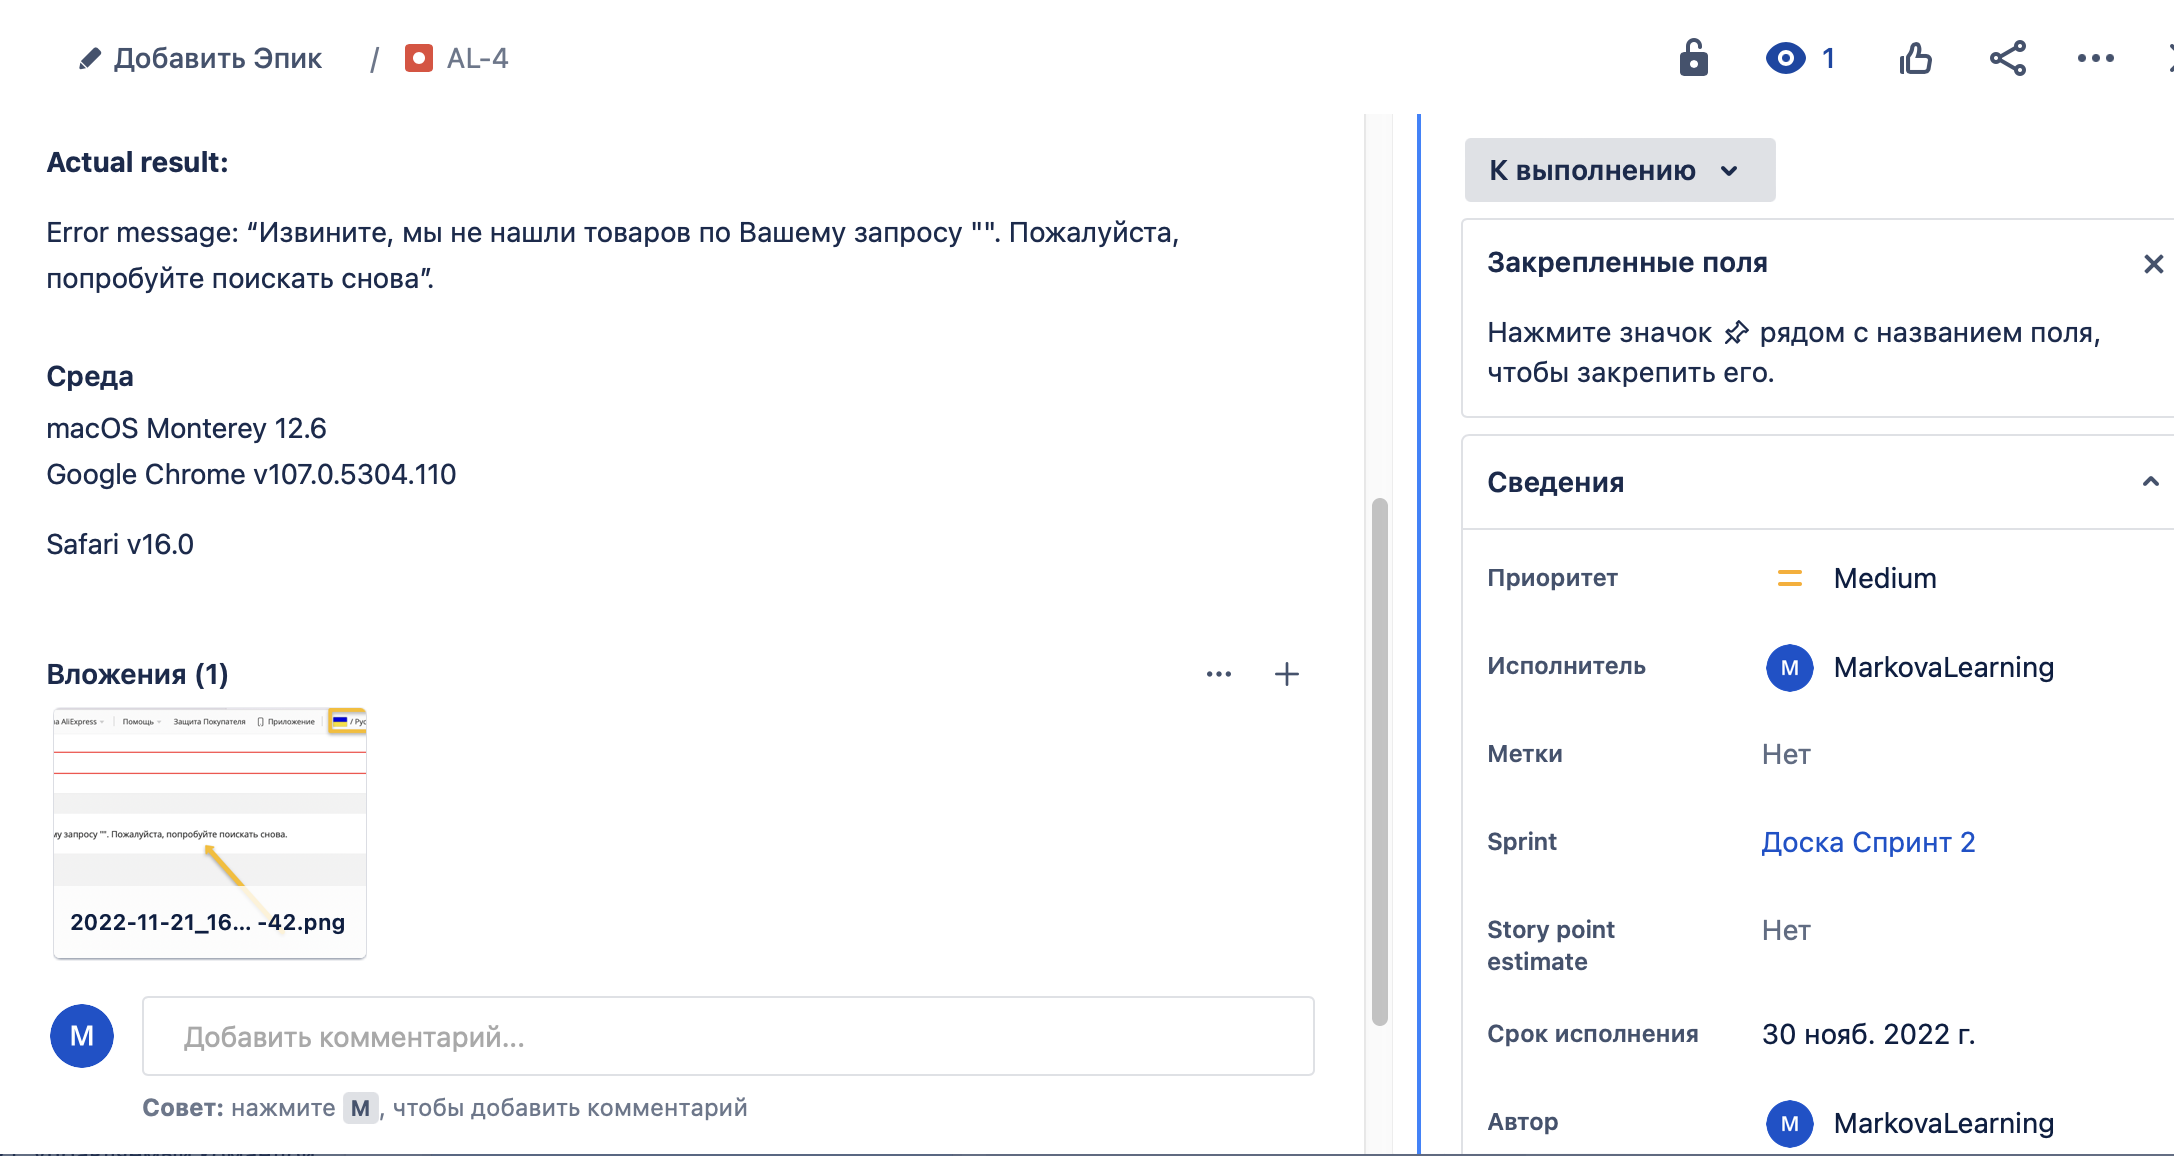 Добавить Эпик / AL-4
1
Actual result:
Error message: “Извините, мы не нашли товаров по Вашему запросу "". Пожалуйста,
попробуйте поискать снова”.
Среда
macOS Monterey 12.6
Google Chrome v107.0.5304.110
Safari v16.0
Вложения (1)
AliExpress Помощь Защита Покупателя Приложение / Рус
запросу "". Пожалуйста, попробуйте поискать снова.
2022-11-21_16... -42.png
M
Добавить комментарий...
Совет: нажмите M, чтобы добавить комментарий
К выполнению
Закрепленные поля
Нажмите значок рядом с названием поля,
чтобы закрепить его.
Сведения
Приоритет Medium
Исполнитель M MarkovaLearning
Метки Нет
Sprint Доска Спринт 2
Story point
estimate
Нет
Срок исполнения 30 нояб. 2022 г.
Автор M MarkovaLearning